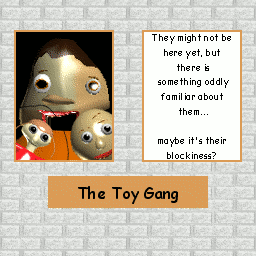 They might not be
here yet, but
there is
something oddly
familiar about
them...
maybe it's their
blockiness?
The Toy Gang